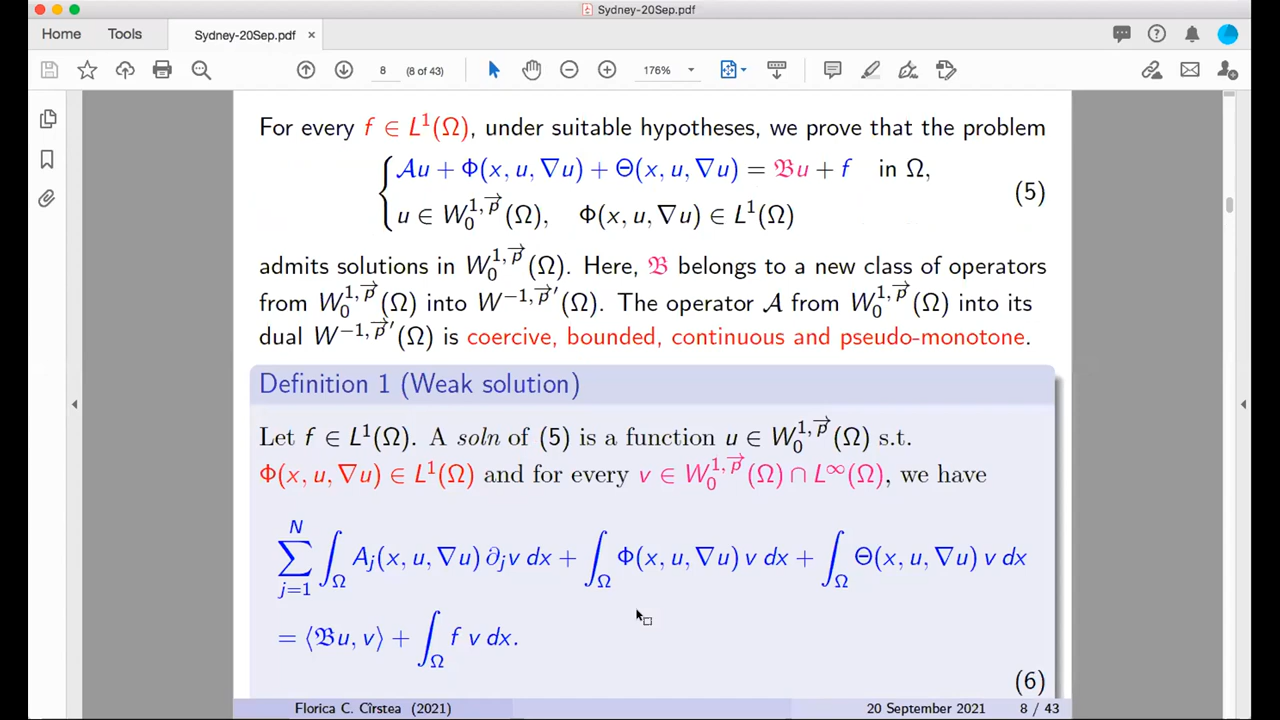 Sydney-20Sep.pdf
Home Tools Sydney-20Sep.pdf ×
8 (8 of 43) 176%
For every f ∈ L¹(Ω), under suitable hypotheses, we prove that the problem
{ 𝒜u + Φ(x, u, ∇u) + Θ(x, u, ∇u) = 𝔅u + f in Ω,
u ∈ W₀^{1,p⃗}(Ω), Φ(x, u, ∇u) ∈ L¹(Ω)
(5)
admits solutions in W₀^{1,p⃗}(Ω). Here, 𝔅 belongs to a new class of operators
from W₀^{1,p⃗}(Ω) into W^{−1,p⃗′}(Ω). The operator 𝒜 from W₀^{1,p⃗}(Ω) into its
dual W^{−1,p⃗′}(Ω) is coercive, bounded, continuous and pseudo-monotone.
Definition 1 (Weak solution)
Let f ∈ L¹(Ω). A soln of (5) is a function u ∈ W₀^{1,p⃗}(Ω) s.t.
Φ(x, u, ∇u) ∈ L¹(Ω) and for every v ∈ W₀^{1,p⃗}(Ω) ∩ L^∞(Ω), we have
∑_{j=1}^{N} ∫_Ω A_j(x, u, ∇u) ∂_j v dx + ∫_Ω Φ(x, u, ∇u) v dx + ∫_Ω Θ(x, u, ∇u) v dx
= ⟨𝔅u, v⟩ + ∫_Ω f v dx.
(6)
Florica C. Cîrstea (2021) 20 September 2021 8 / 43